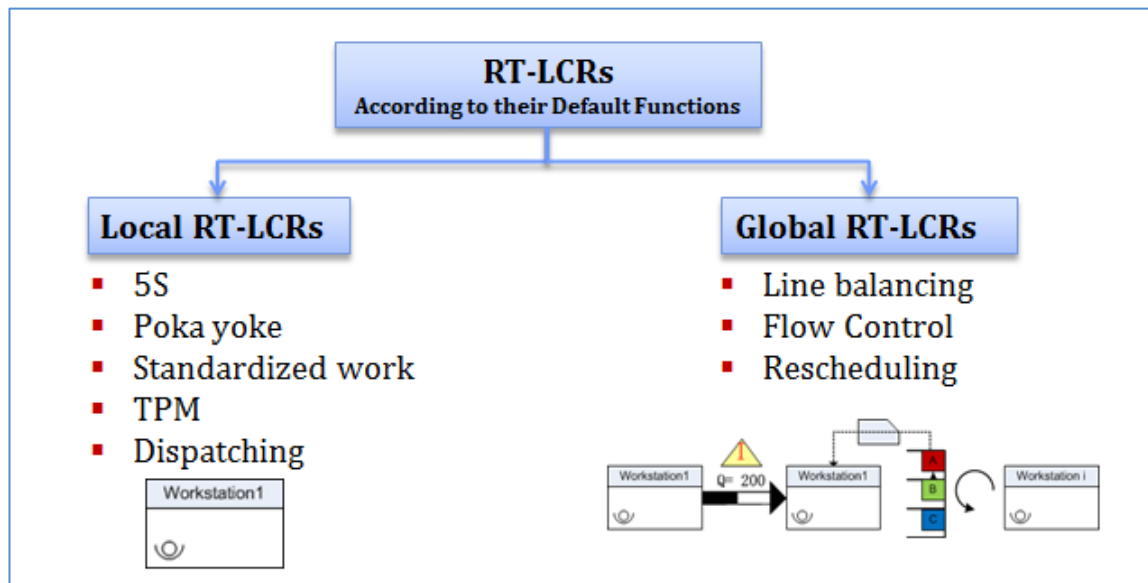 RT-LCRs
According to their Default Functions
Local RT-LCRs
5S
Poka yoke
Standardized work
TPM
Dispatching
Workstation1
Global RT-LCRs
Line balancing
Flow Control
Rescheduling
Workstation1
I
Q= 200
Workstation1
A
B
C
Workstation i